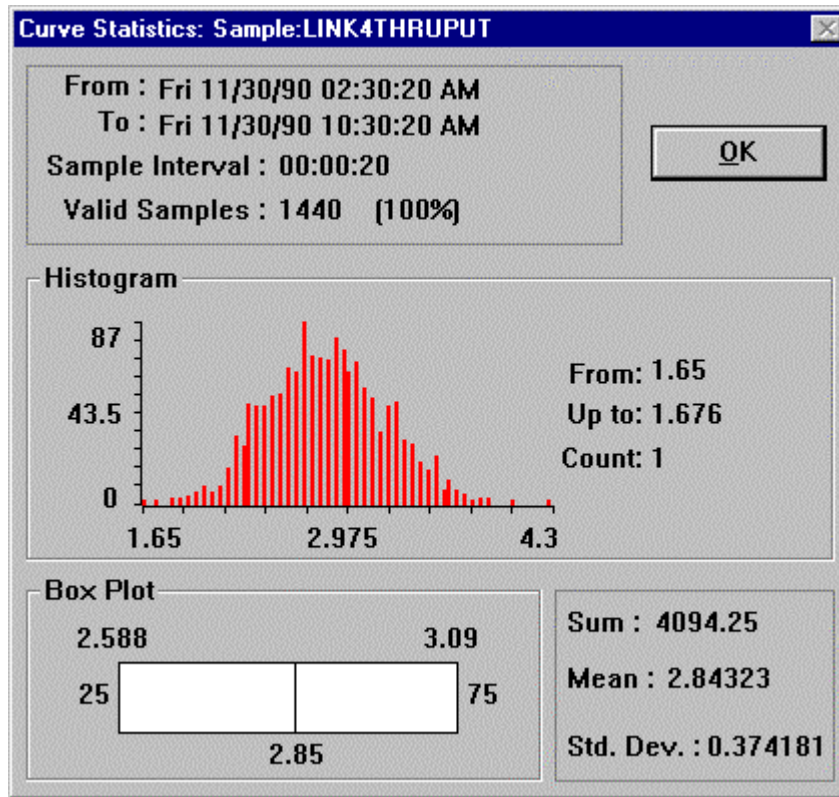 Curve Statistics: Sample:LINK4THRUPUT
From : Fri 11/30/90 02:30:20 AM
To : Fri 11/30/90 10:30:20 AM
Sample Interval : 00:00:20
Valid Samples : 1440 (100%)
OK
Histogram
87
43.5
0
1.65 2.975 4.3
From: 1.65
Up to: 1.676
Count: 1
Box Plot
2.588 3.09
25 75
2.85
Sum : 4094.25
Mean : 2.84323
Std. Dev. : 0.374181